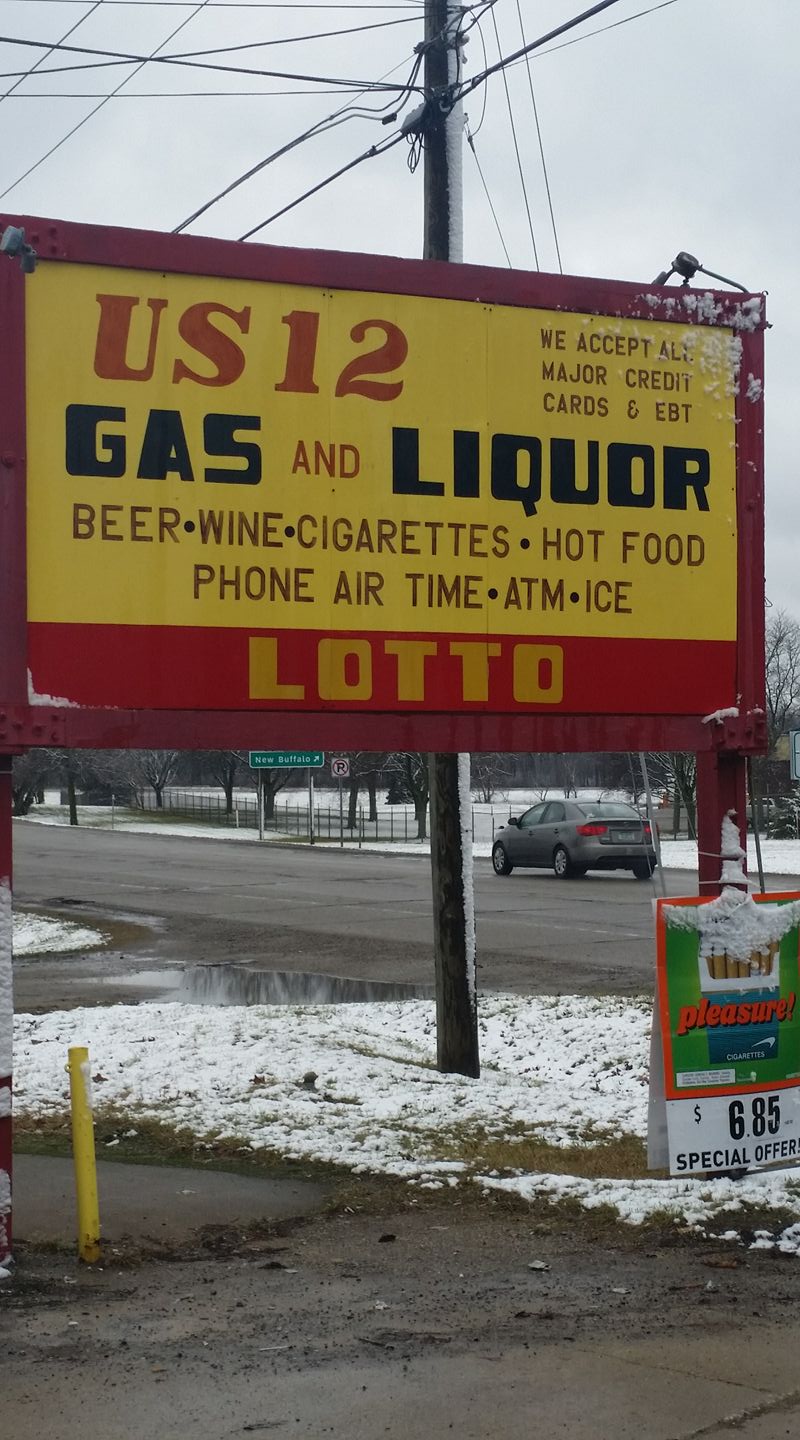 US 12
WE ACCEPT ALL
MAJOR CREDIT
CARDS & EBT
GAS AND LIQUOR
BEER•WINE•CIGARETTES•HOT FOOD
PHONE AIR TIME•ATM•ICE
LOTTO
New Buffalo ↗
P
pleasure!
CIGARETTES
$ 6.85
SPECIAL OFFER!